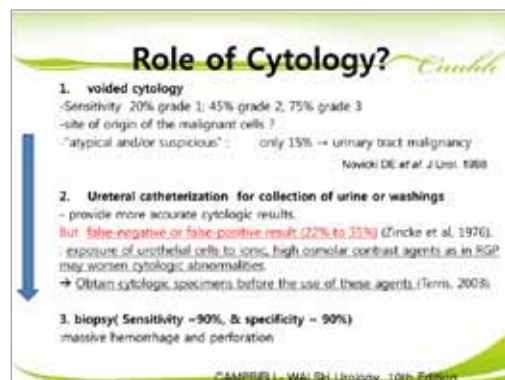 Role of Cytology?
1. voided cytology
-Sensitivity 20% grade 1; 45% grade 2, 75% grade 3
-site of origin of the malignant cells ?
-"atypical and/or suspicious" : only 15% → urinary tract malignancy
Novicki DE et al. J Urol. 1998
2. Ureteral catheterization for collection of urine or washings
- provide more accurate cytologic results.
But false-negative or false-positive result (22% to 35%) (Zincke et al, 1976).
: exposure of urothelial cells to ionic, high osmolar contrast agents as in RGP
may worsen cytologic abnormalities.
→ Obtain cytologic specimens before the use of these agents (Terris, 2003).
3. biopsy( Sensitivity ~90%, & specificity ~ 90%)
:massive hemorrhage and perforation
CAMPBELL- WALSH Urology, 10th Edition